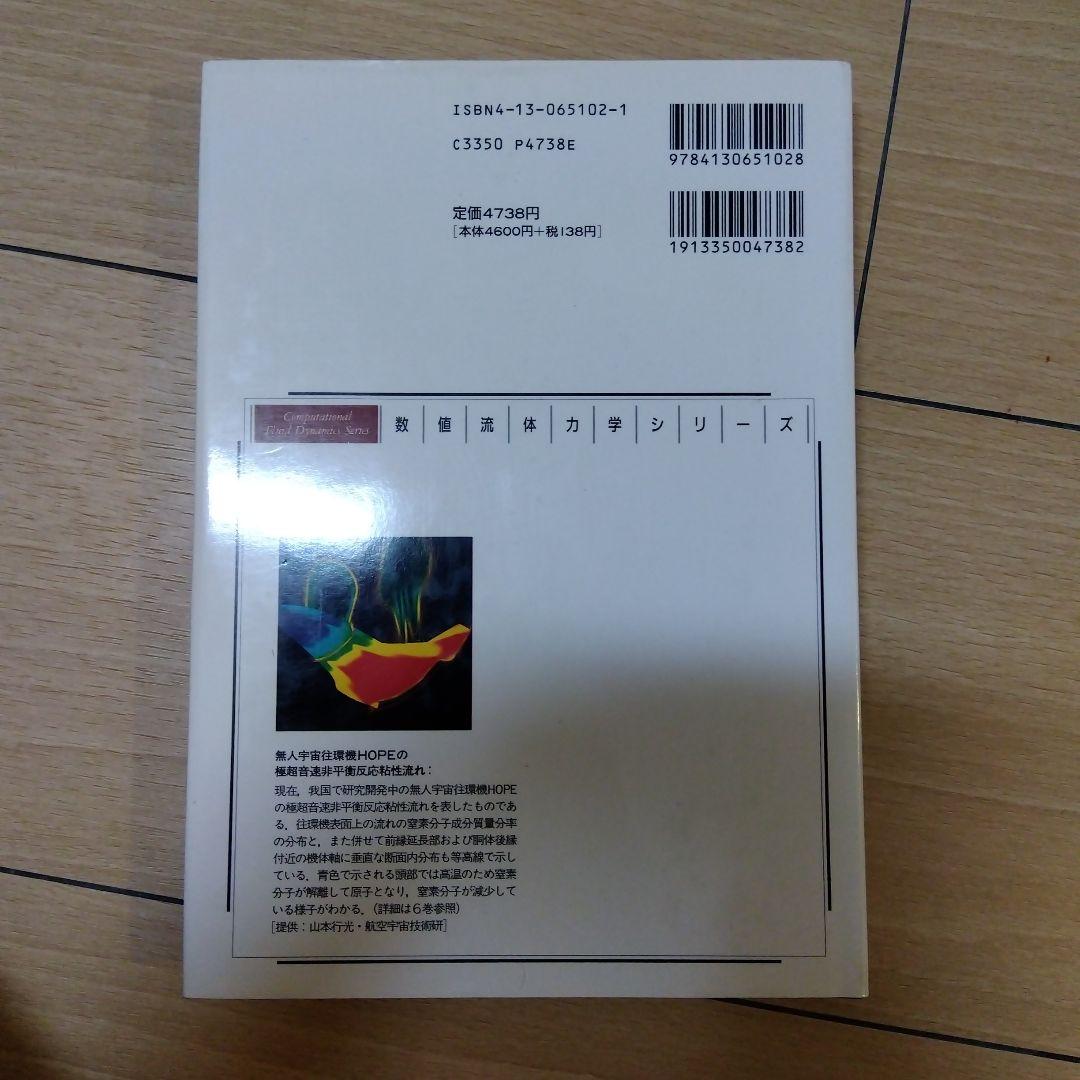 ISBN4-13-065102-1
C3350 P4738E
9784130651028
定価4738円
[本体4600円+税138円]
1913350047382
Computational
Fluid Dynamics Series
数値流体力学シリーズ
無人宇宙往環機HOPEの
極超音速非平衡反応粘性流れ:
現在,我国で研究開発中の無人宇宙往環機HOPE
の極超音速非平衡反応粘性流れを表したものであ
る.往環機表面上の流れの窒素分子成分質量分率
の分布と,また併せて前縁延長部および胴体後縁
付近の機体軸に垂直な断面内分布も等高線で示し
ている.青色で示される頭部では高温のため窒素
分子が解離して原子となり,窒素分子が減少して
いる様子がわかる.(詳細は6巻参照)
[提供:山本行光・航空宇宙技術研]